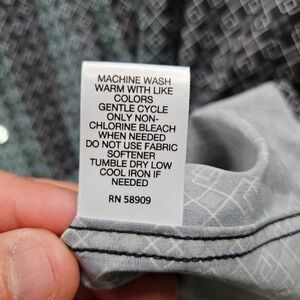 MACHINE WASH
WARM WITH LIKE
COLORS
GENTLE CYCLE
ONLY NON-
CHLORINE BLEACH
WHEN NEEDED
DO NOT USE FABRIC
SOFTENER
TUMBLE DRY LOW
COOL IRON IF
NEEDED
RN 58909